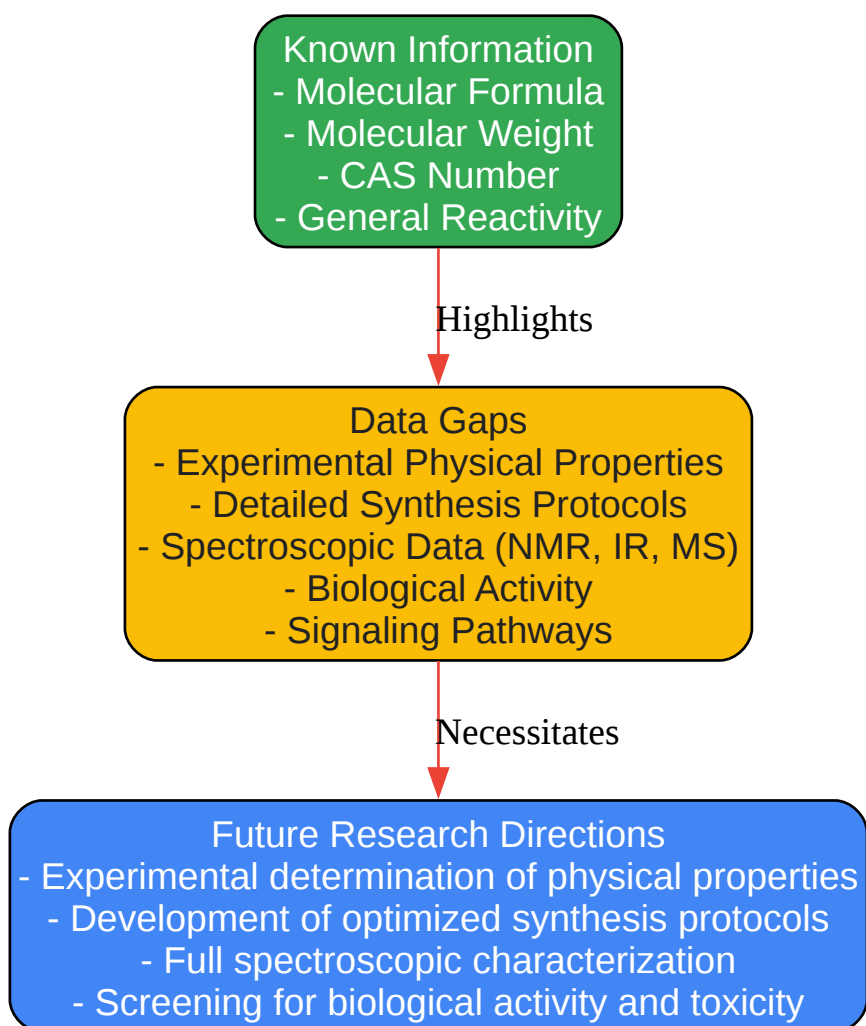 Known Information
- Molecular Formula
- Molecular Weight
- CAS Number
- General Reactivity
Highlights
Data Gaps
- Experimental Physical Properties
- Detailed Synthesis Protocols
- Spectroscopic Data (NMR, IR, MS)
- Biological Activity
- Signaling Pathways
Necessitates
Future Research Directions
- Experimental determination of physical properties
- Development of optimized synthesis protocols
- Full spectroscopic characterization
- Screening for biological activity and toxicity